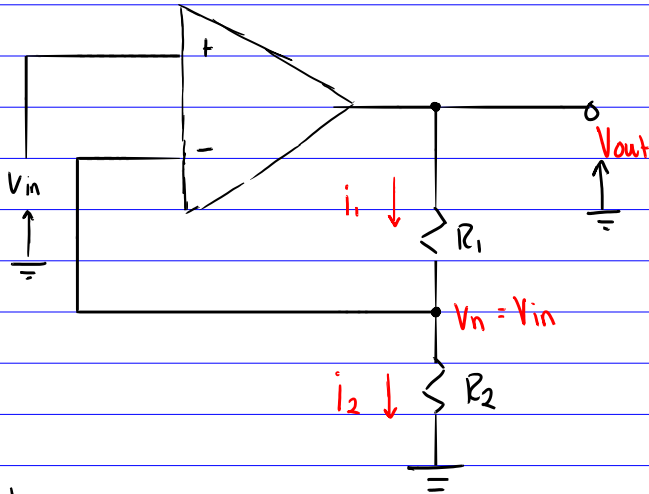 +
-
Vin
Vout
i₁
R₁
Vn = Vin
i₂
R₂